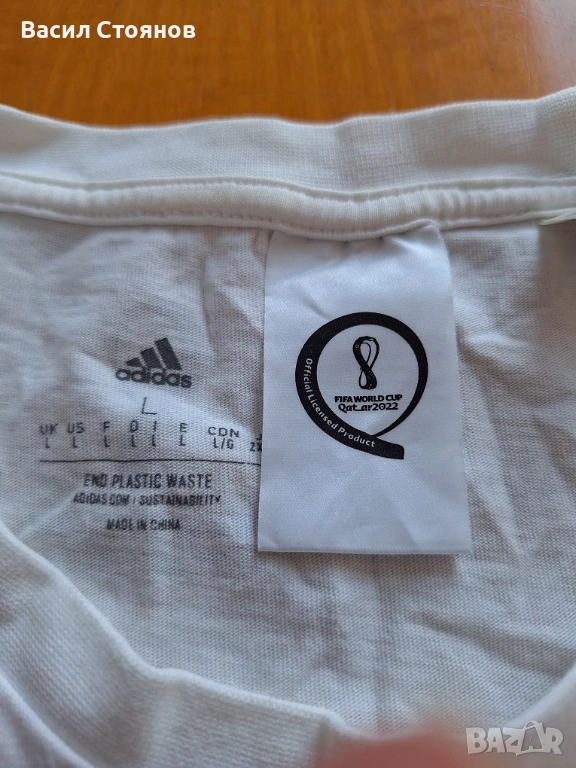 Васил Стоянов
adidas
L
UK US F D I E CDN
L L L L L L L/G
END PLASTIC WASTE
ADIDAS.COM / SUSTAINABILITY
MADE IN CHINA
FIFA WORLD CUP
Qatar2022
Official Licensed Product
BAZAR